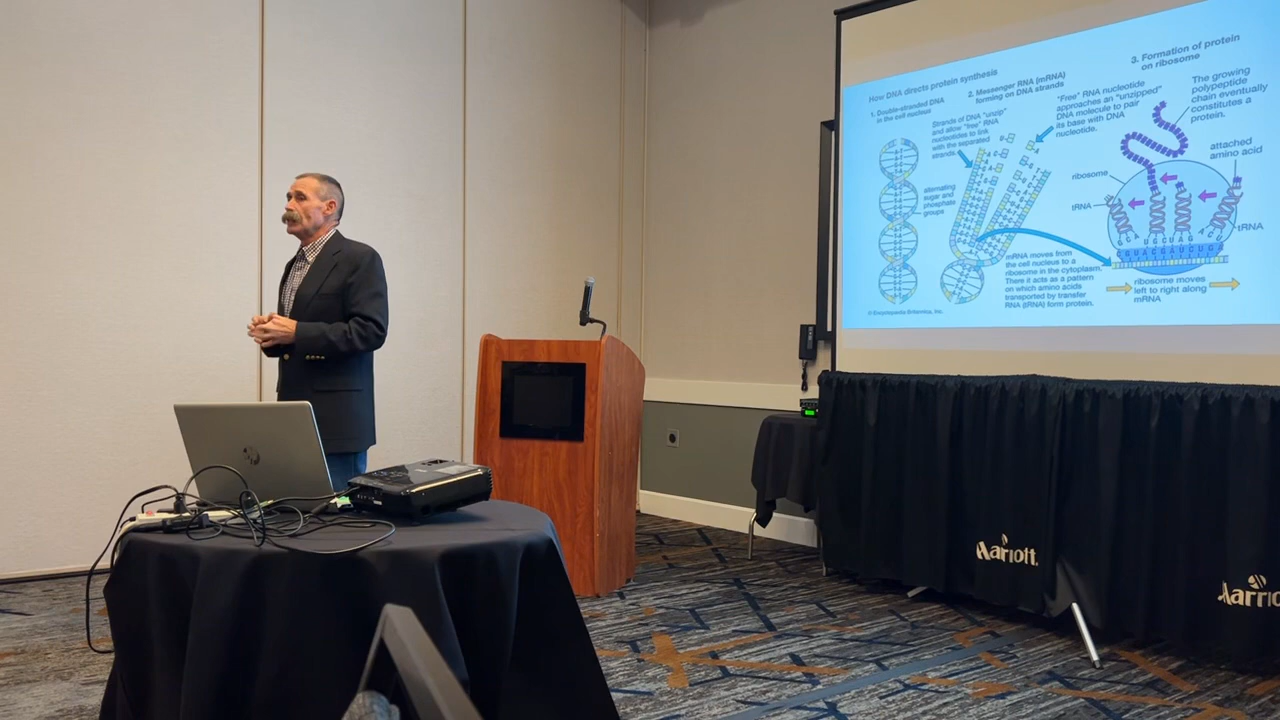 How DNA directs protein synthesis
1. Double-stranded DNA
in the cell nucleus
2. Messenger RNA (mRNA)
forming on DNA strands
3. Formation of protein
on ribosome
Strands of DNA "unzip"
and allow "free" RNA
nucleotides to link
with the separated
strands.
"Free" RNA nucleotide
approaches an "unzipped"
DNA molecule to pair
its base with DNA
nucleotide.
The growing
polypeptide
chain eventually
constitutes a
protein.
attached
amino acid
ribosome
tRNA
tRNA
alternating
sugar and
phosphate
groups
mRNA moves from
the cell nucleus to a
ribosome in the cytoplasm.
There it acts as a pattern
on which amino acids
transported by transfer
RNA (tRNA) form protein.
ribosome moves
left to right along
mRNA
© Encyclopædia Britannica, Inc.
hp
Marriott